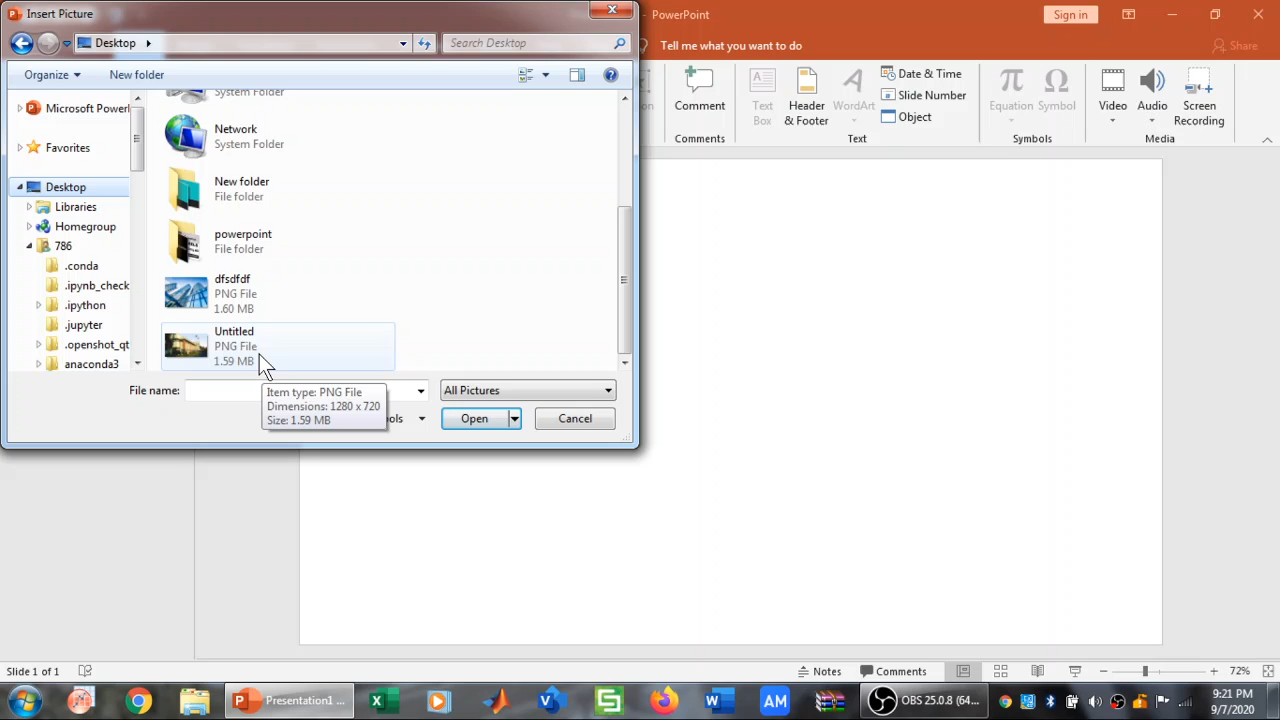 Insert Picture
PowerPoint
Sign in
Desktop
Search Desktop
Tell me what you want to do
Share
Organize
New folder
Comment
Text Box
Header & Footer
WordArt
Date & Time
Slide Number
Object
Equation
Symbol
Video
Audio
Screen Recording
Comments
Text
Symbols
Media
Microsoft Powerl
Favorites
Desktop
Libraries
Homegroup
786
.conda
.ipynb_check
.ipython
.jupyter
.openshot_qt
anaconda3
System Folder
Network
System Folder
New folder
File folder
powerpoint
File folder
dfsdfdf
PNG File
1.60 MB
Untitled
PNG File
1.59 MB
File name:
All Pictures
Item type: PNG File
Dimensions: 1280 x 720
Size: 1.59 MB
Open
Cancel
Slide 1 of 1
Notes
Comments
72%
Presentation1 ...
AM
OBS 25.0.8 (64...
9:21 PM
9/7/2020